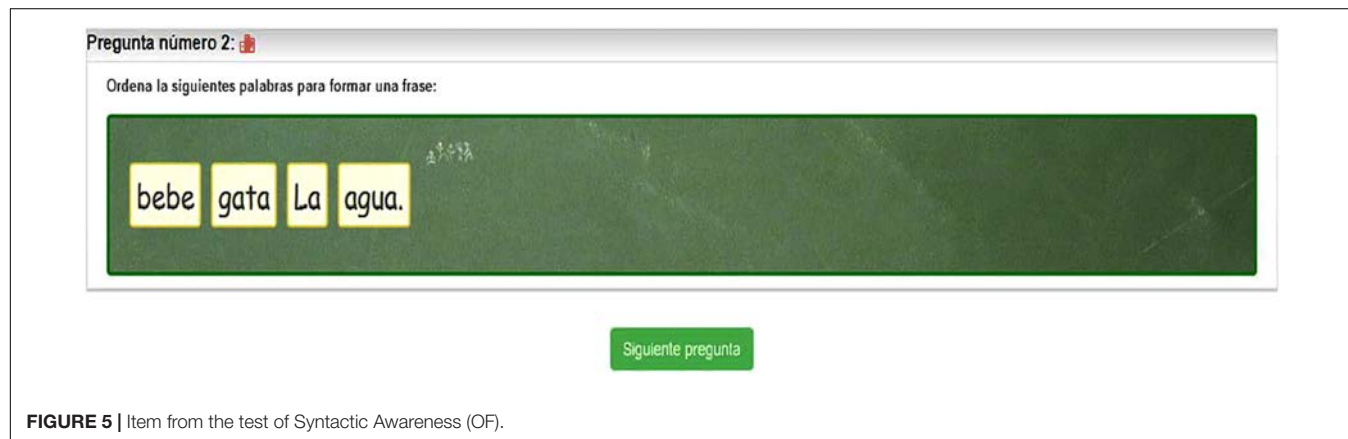 Pregunta número 2:
Ordena la siguientes palabras para formar una frase:
bebe gata La agua.
Siguiente pregunta
FIGURE 5 | Item from the test of Syntactic Awareness (OF).